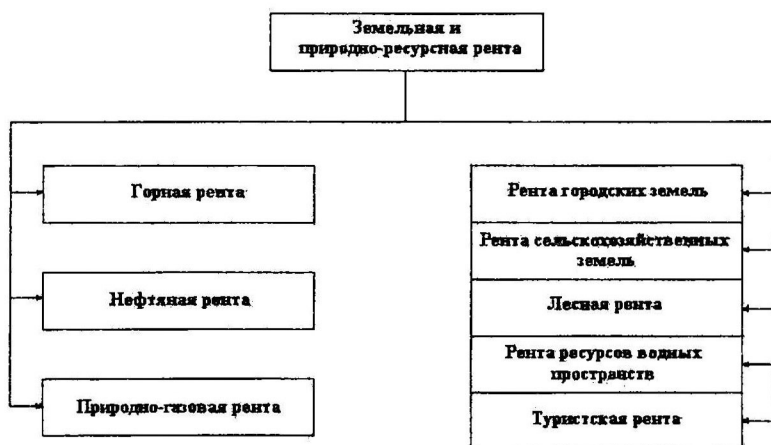 Земельная и
природно-ресурсная рента
Горная рента
Нефтяная рента
Природно-газовая рента
Рента городских земель
Рента сельскохозяйственных
земель
Лесная рента
Рента ресурсов водных
пространств
Туристская рента